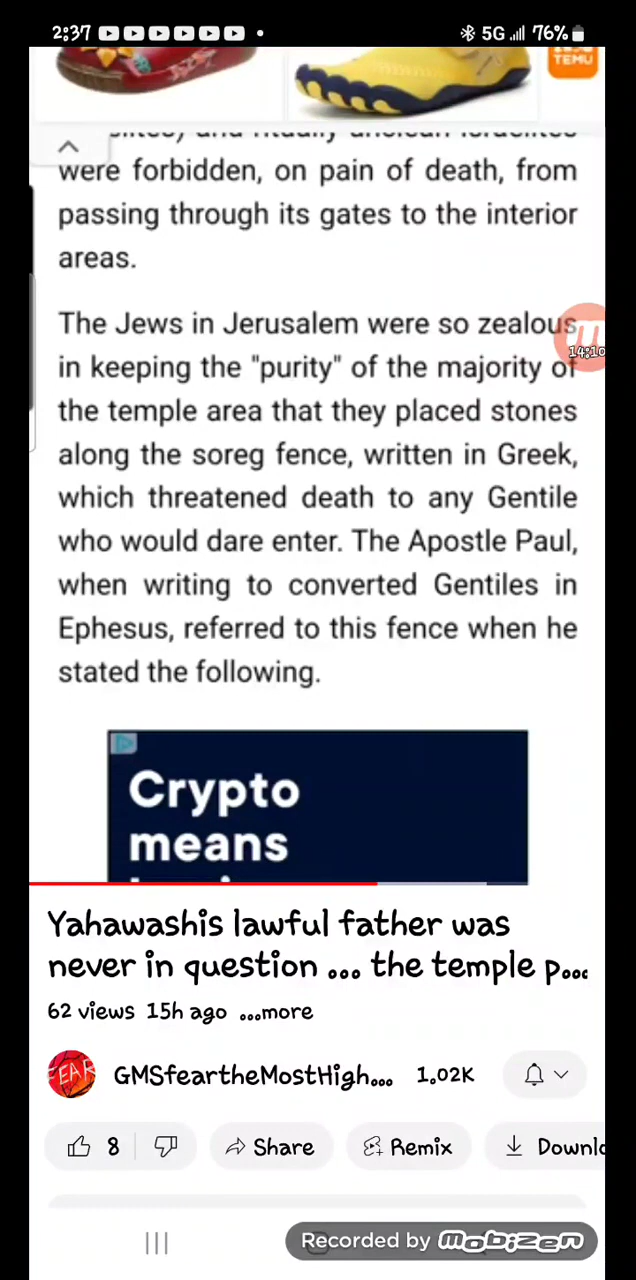 2:37
5G 76%
TEMU
were forbidden, on pain of death, from
passing through its gates to the interior
areas.
The Jews in Jerusalem were so zealous
14:10
in keeping the "purity" of the majority of
the temple area that they placed stones
along the soreg fence, written in Greek,
which threatened death to any Gentile
who would dare enter. The Apostle Paul,
when writing to converted Gentiles in
Ephesus, referred to this fence when he
stated the following.
Crypto
means
Yahawashis lawful father was
never in question ... the temple p...
62 views 15h ago ...more
FEAR
GMSfeartheMostHigh... 1.02K
8 Share Remix Downlo
Recorded by mobizen